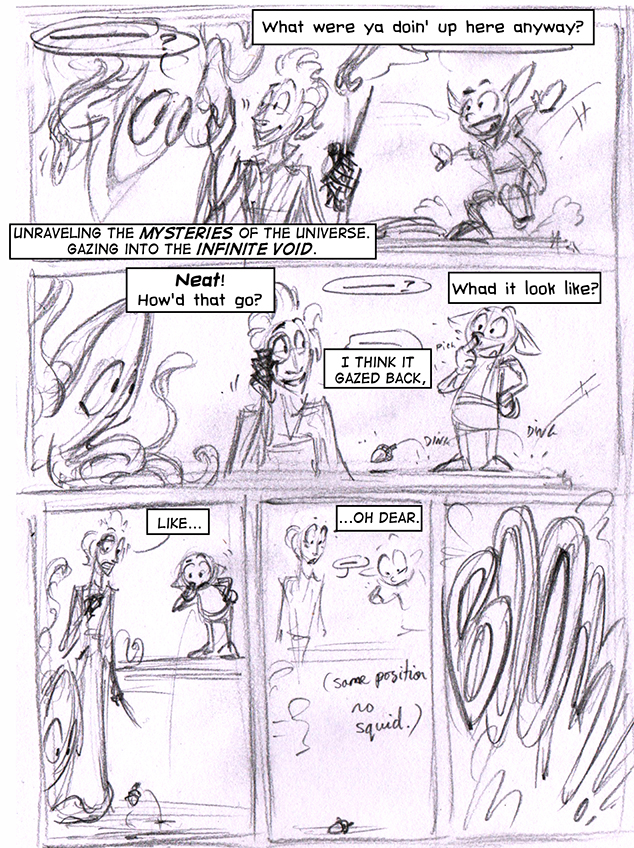 What were ya doin' up here anyway?
?
UNRAVELING THE MYSTERIES OF THE UNIVERSE.
GAZING INTO THE INFINITE VOID.
Neat!
How'd that go?
?
Whad it look like?
pick
I THINK IT
GAZED BACK,
DINK
DINK
LIKE...
...OH DEAR.
(same position
no
squid.)